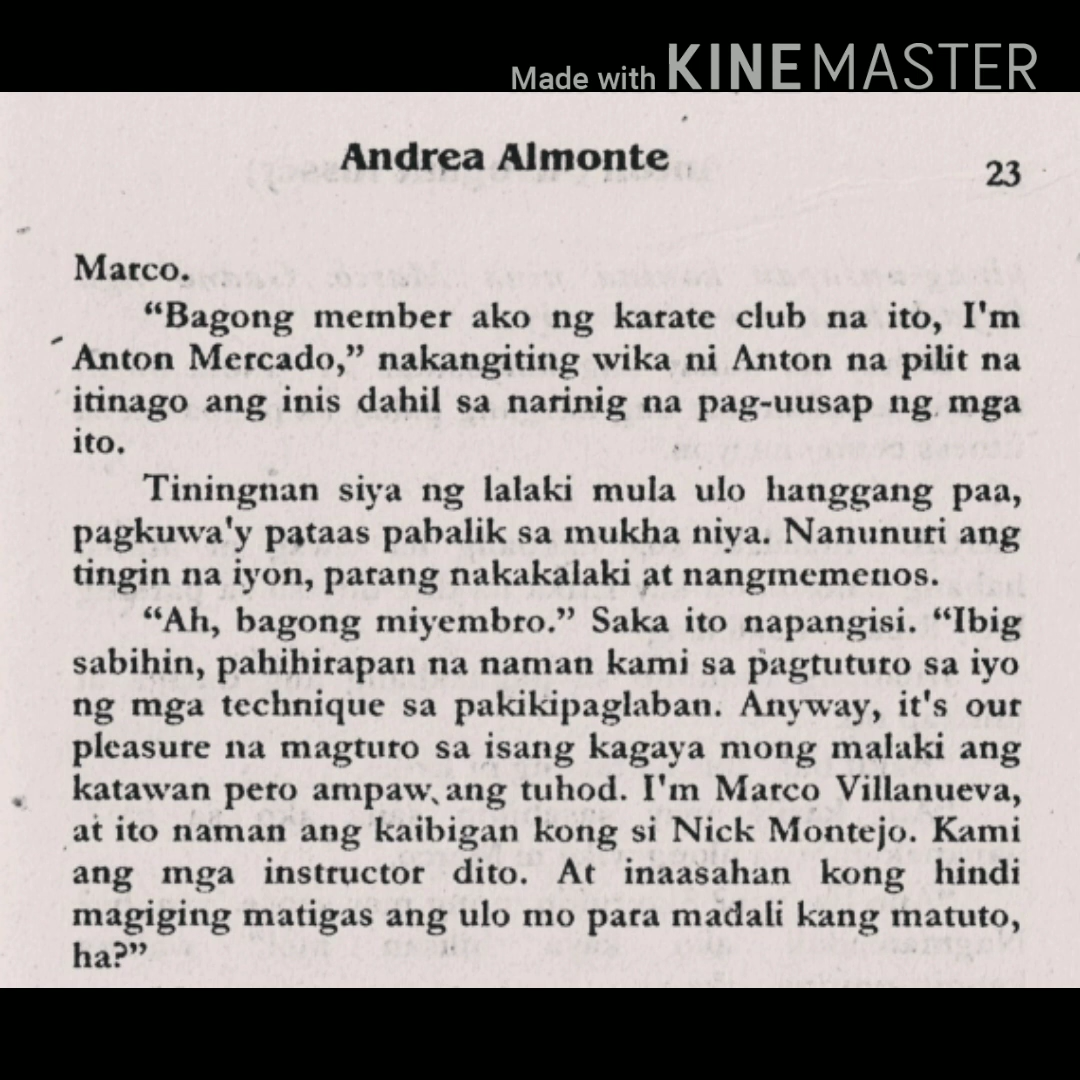 Made with KINEMASTER
Andrea Almonte
23
Marco.
“Bagong member ako ng karate club na ito, I'm
Anton Mercado,” nakangiting wika ni Anton na pilit na
itinago ang inis dahil sa narinig na pag-uusap ng mga
ito.
Tiningnan siya ng lalaki mula ulo hanggang paa,
pagkuwa'y pataas pabalik sa mukha niya. Nanunuri ang
tingin na iyon, parang nakakalaki at nangmemenos.
“Ah, bagong miyembro.” Saka ito napangisi. “Ibig
sabihin, pahihirapan na naman kami sa pagtuturo sa iyo
ng mga technique sa pakikipaglaban. Anyway, it's our
pleasure na magturo sa isang kagaya mong malaki ang
katawan pero ampaw ang tuhod. I'm Marco Villanueva,
at ito naman ang kaibigan kong si Nick Montejo. Kami
ang mga instructor dito. At inaasahan kong hindi
magiging matigas ang ulo mo para madali kang matuto,
ha?”